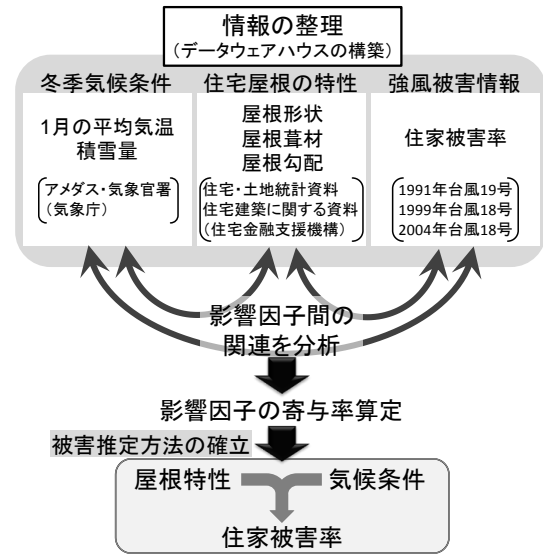 情報の整理
(データウェアハウスの構築)
冬季気候条件
1月の平均気温
積雪量
アメダス・気象官署
(気象庁)
住宅屋根の特性
屋根形状
屋根葺材
屋根勾配
住宅・土地統計資料
住宅建築に関する資料
(住宅金融支援機構)
強風被害情報
住家被害率
1991年台風19号
1999年台風18号
2004年台風18号
影響因子間の
関連を分析
影響因子の寄与率算定
被害推定方法の確立
屋根特性 気候条件
住家被害率